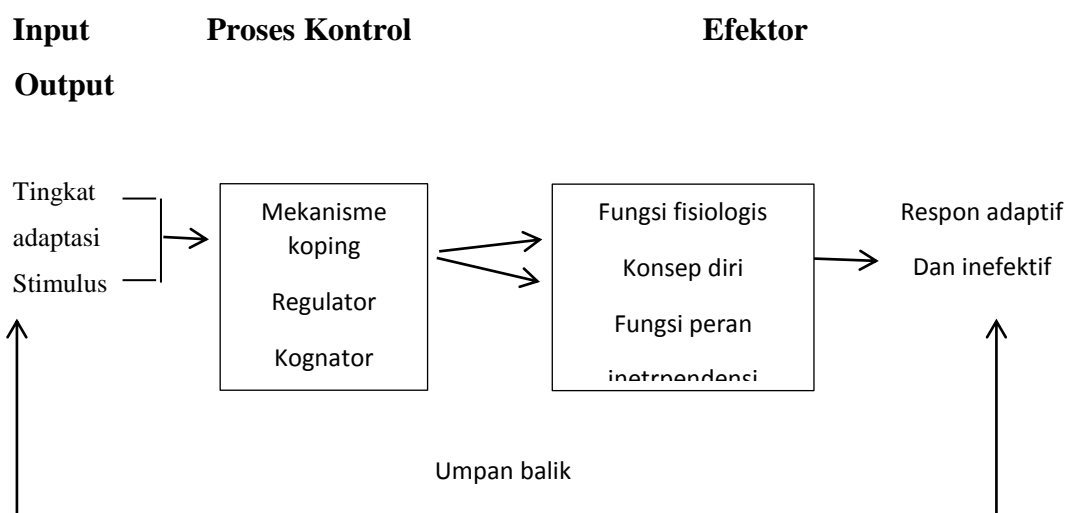 Input Proses Kontrol Efektor
Output
Tingkat
adaptasi
Stimulus
Mekanisme
koping
Regulator
Kognator
Fungsi fisiologis
Konsep diri
Fungsi peran
inetrpendensi
Respon adaptif
Dan inefektif
Umpan balik